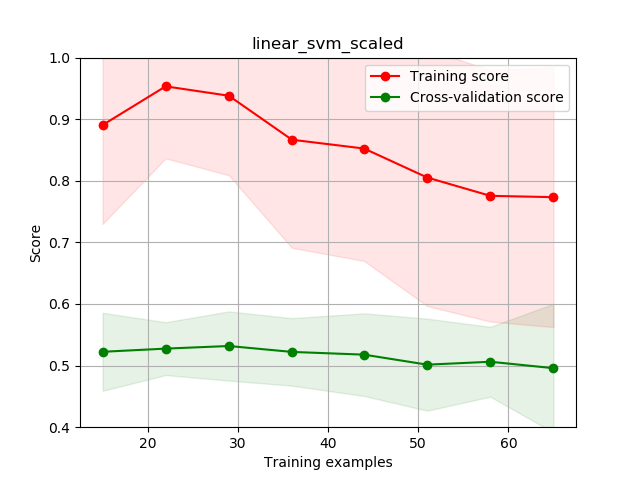 linear_svm_scaled
Training score
Cross-validation score
1.0
0.9
0.8
0.7
0.6
0.5
0.4
Score
20 30 40 50 60
Training examples